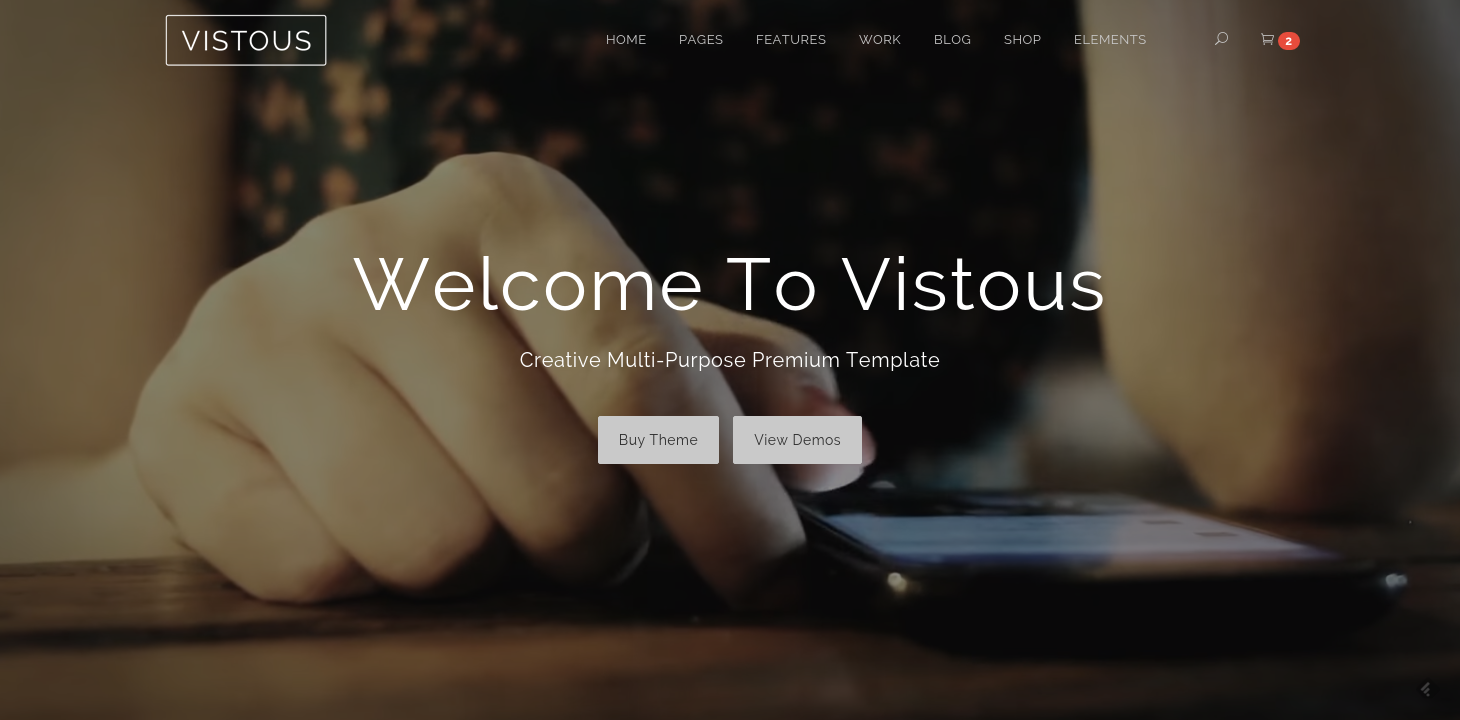 VISTOUS
HOME PAGES FEATURES WORK BLOG SHOP ELEMENTS 2
Welcome To Vistous
Creative Multi-Purpose Premium Template
Buy Theme View Demos